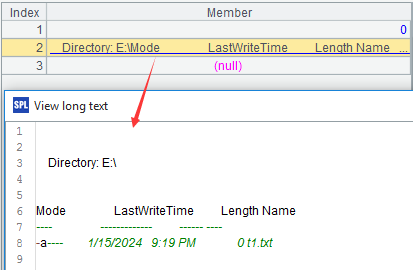 Index Member
1 0
2 Directory: E:\Mode LastWriteTime Length Name ...
3 (null)
SPL View long text
1
2
3 Directory: E:\
4
5
6 Mode LastWriteTime Length Name
7 ---- ------------- ------ ----
8 -a---- 1/15/2024 9:19 PM 0 t1.txt